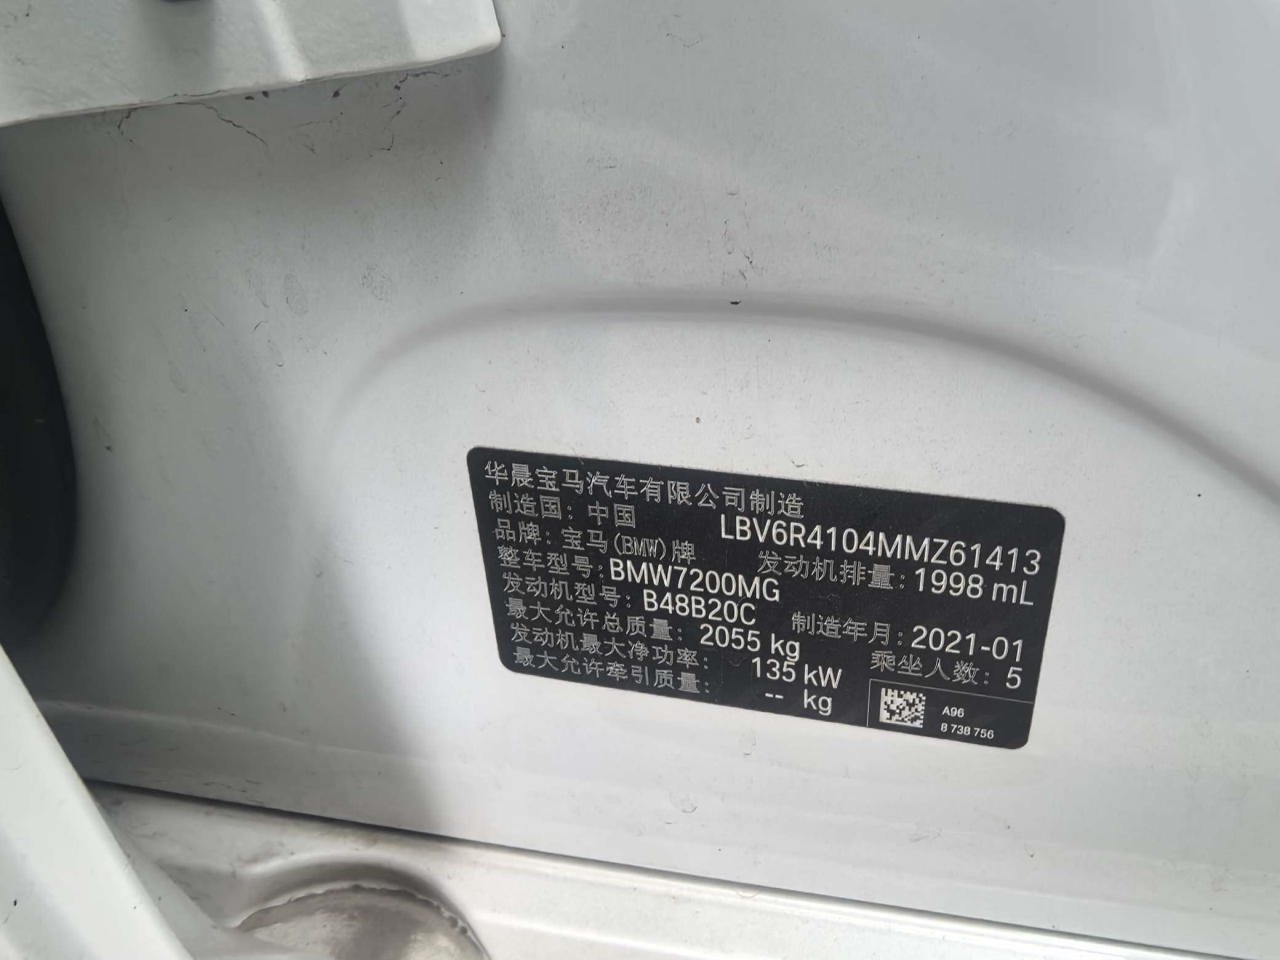 华晨宝马汽车有限公司制造
制造国：中国
LBV6R4104MMZ61413
品牌：宝马(BMW)牌
发动机排量：1998 mL
整车型号：BMW7200MG
发动机型号：B48B20C
制造年月：2021-01
最大允许总质量：2055 kg
乘坐人数：5
发动机最大净功率：135 kW
最大允许牵引质量：-- kg
A96
8 738 756